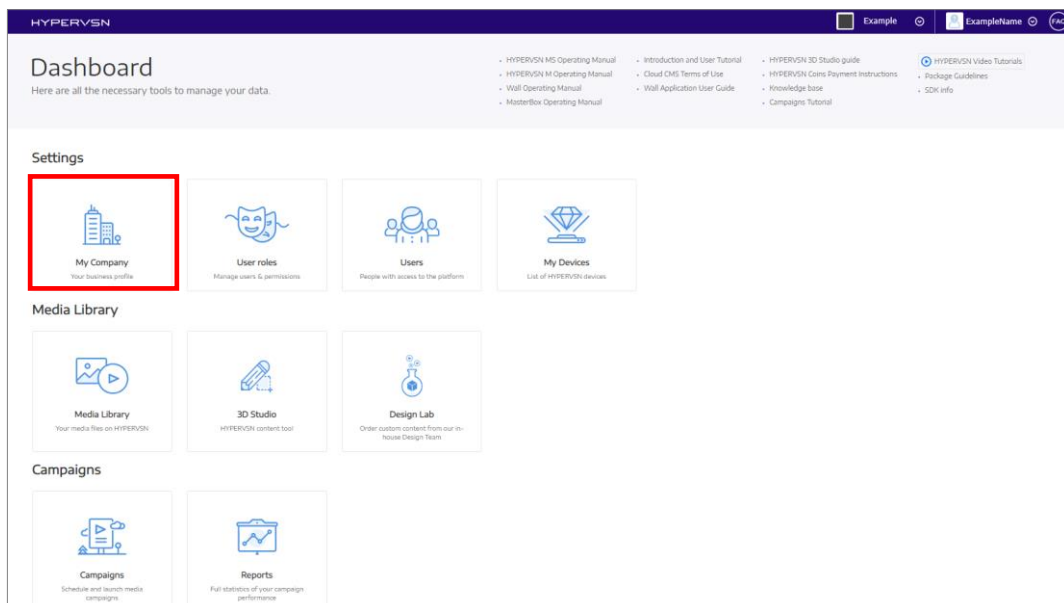 HYPERVSN
Example
ExampleName
FAQ
Dashboard
Here are all the necessary tools to manage your data.
HYPERVSN MS Operating Manual
HYPERVSN M Operating Manual
Wall Operating Manual
MasterBox Operating Manual
Introduction and User Tutorial
Cloud CMS Terms of Use
Wall Application User Guide
HYPERVSN 3D Studio guide
HYPERVSN Coins Payment Instructions
Knowledge base
Campaigns Tutorial
HYPERVSN Video Tutorials
Package Guidelines
SDK info
Settings
My Company
Your business profile
User roles
Manage users & permissions
Users
People with access to the platform
My Devices
List of HYPERVSN devices
Media Library
Media Library
Your media files on HYPERVSN
3D Studio
HYPERVSN content tool
Design Lab
Order custom content from our in-
house Design Team
Campaigns
Campaigns
Schedule and launch media
campaigns
Reports
Full statistics of your campaign
performance